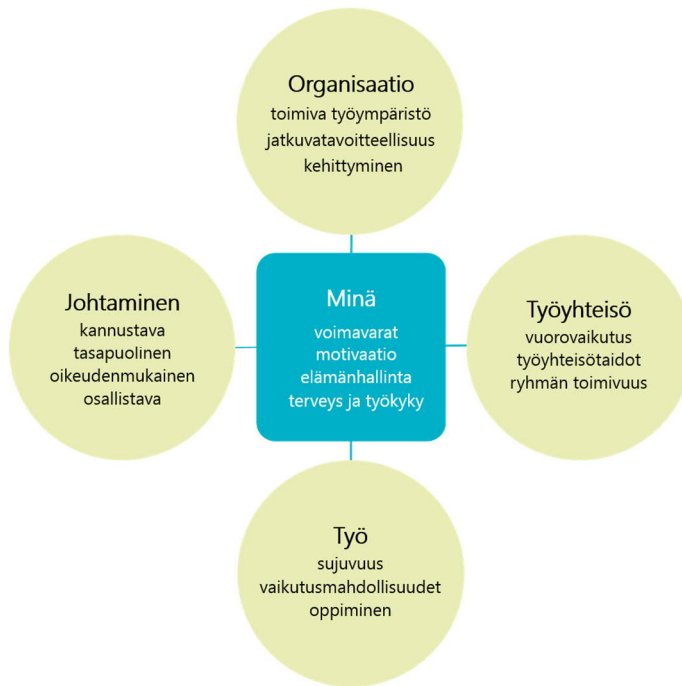 Organisaatio
toimiva työympäristö
jatkuvatavoitteellisuus
kehittyminen
Johtaminen
kannustava
tasapuolinen
oikeudenmukainen
osallistava
Minä
voimavarat
motivaatio
elämänhallinta
terveys ja työkyky
Työyhteisö
vuorovaikutus
työyhteisötaidot
ryhmän toimivuus
Työ
sujuvuus
vaikutusmahdollisuudet
oppiminen